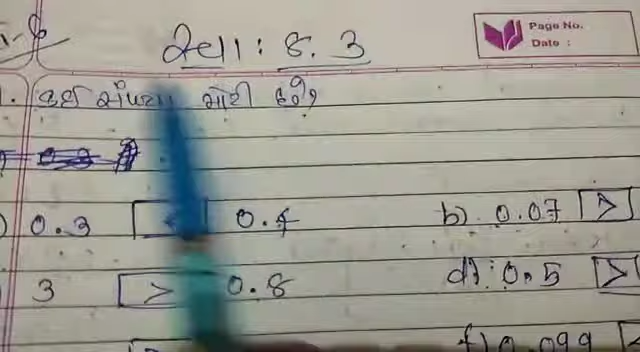 Page No.
Date :
: 8. 3
કઈ સંખ્યા મોટી છે?
0.3 < 0.4 b) 0.07 >
3 > 0.8 d) 0.5 >
f) 0.099